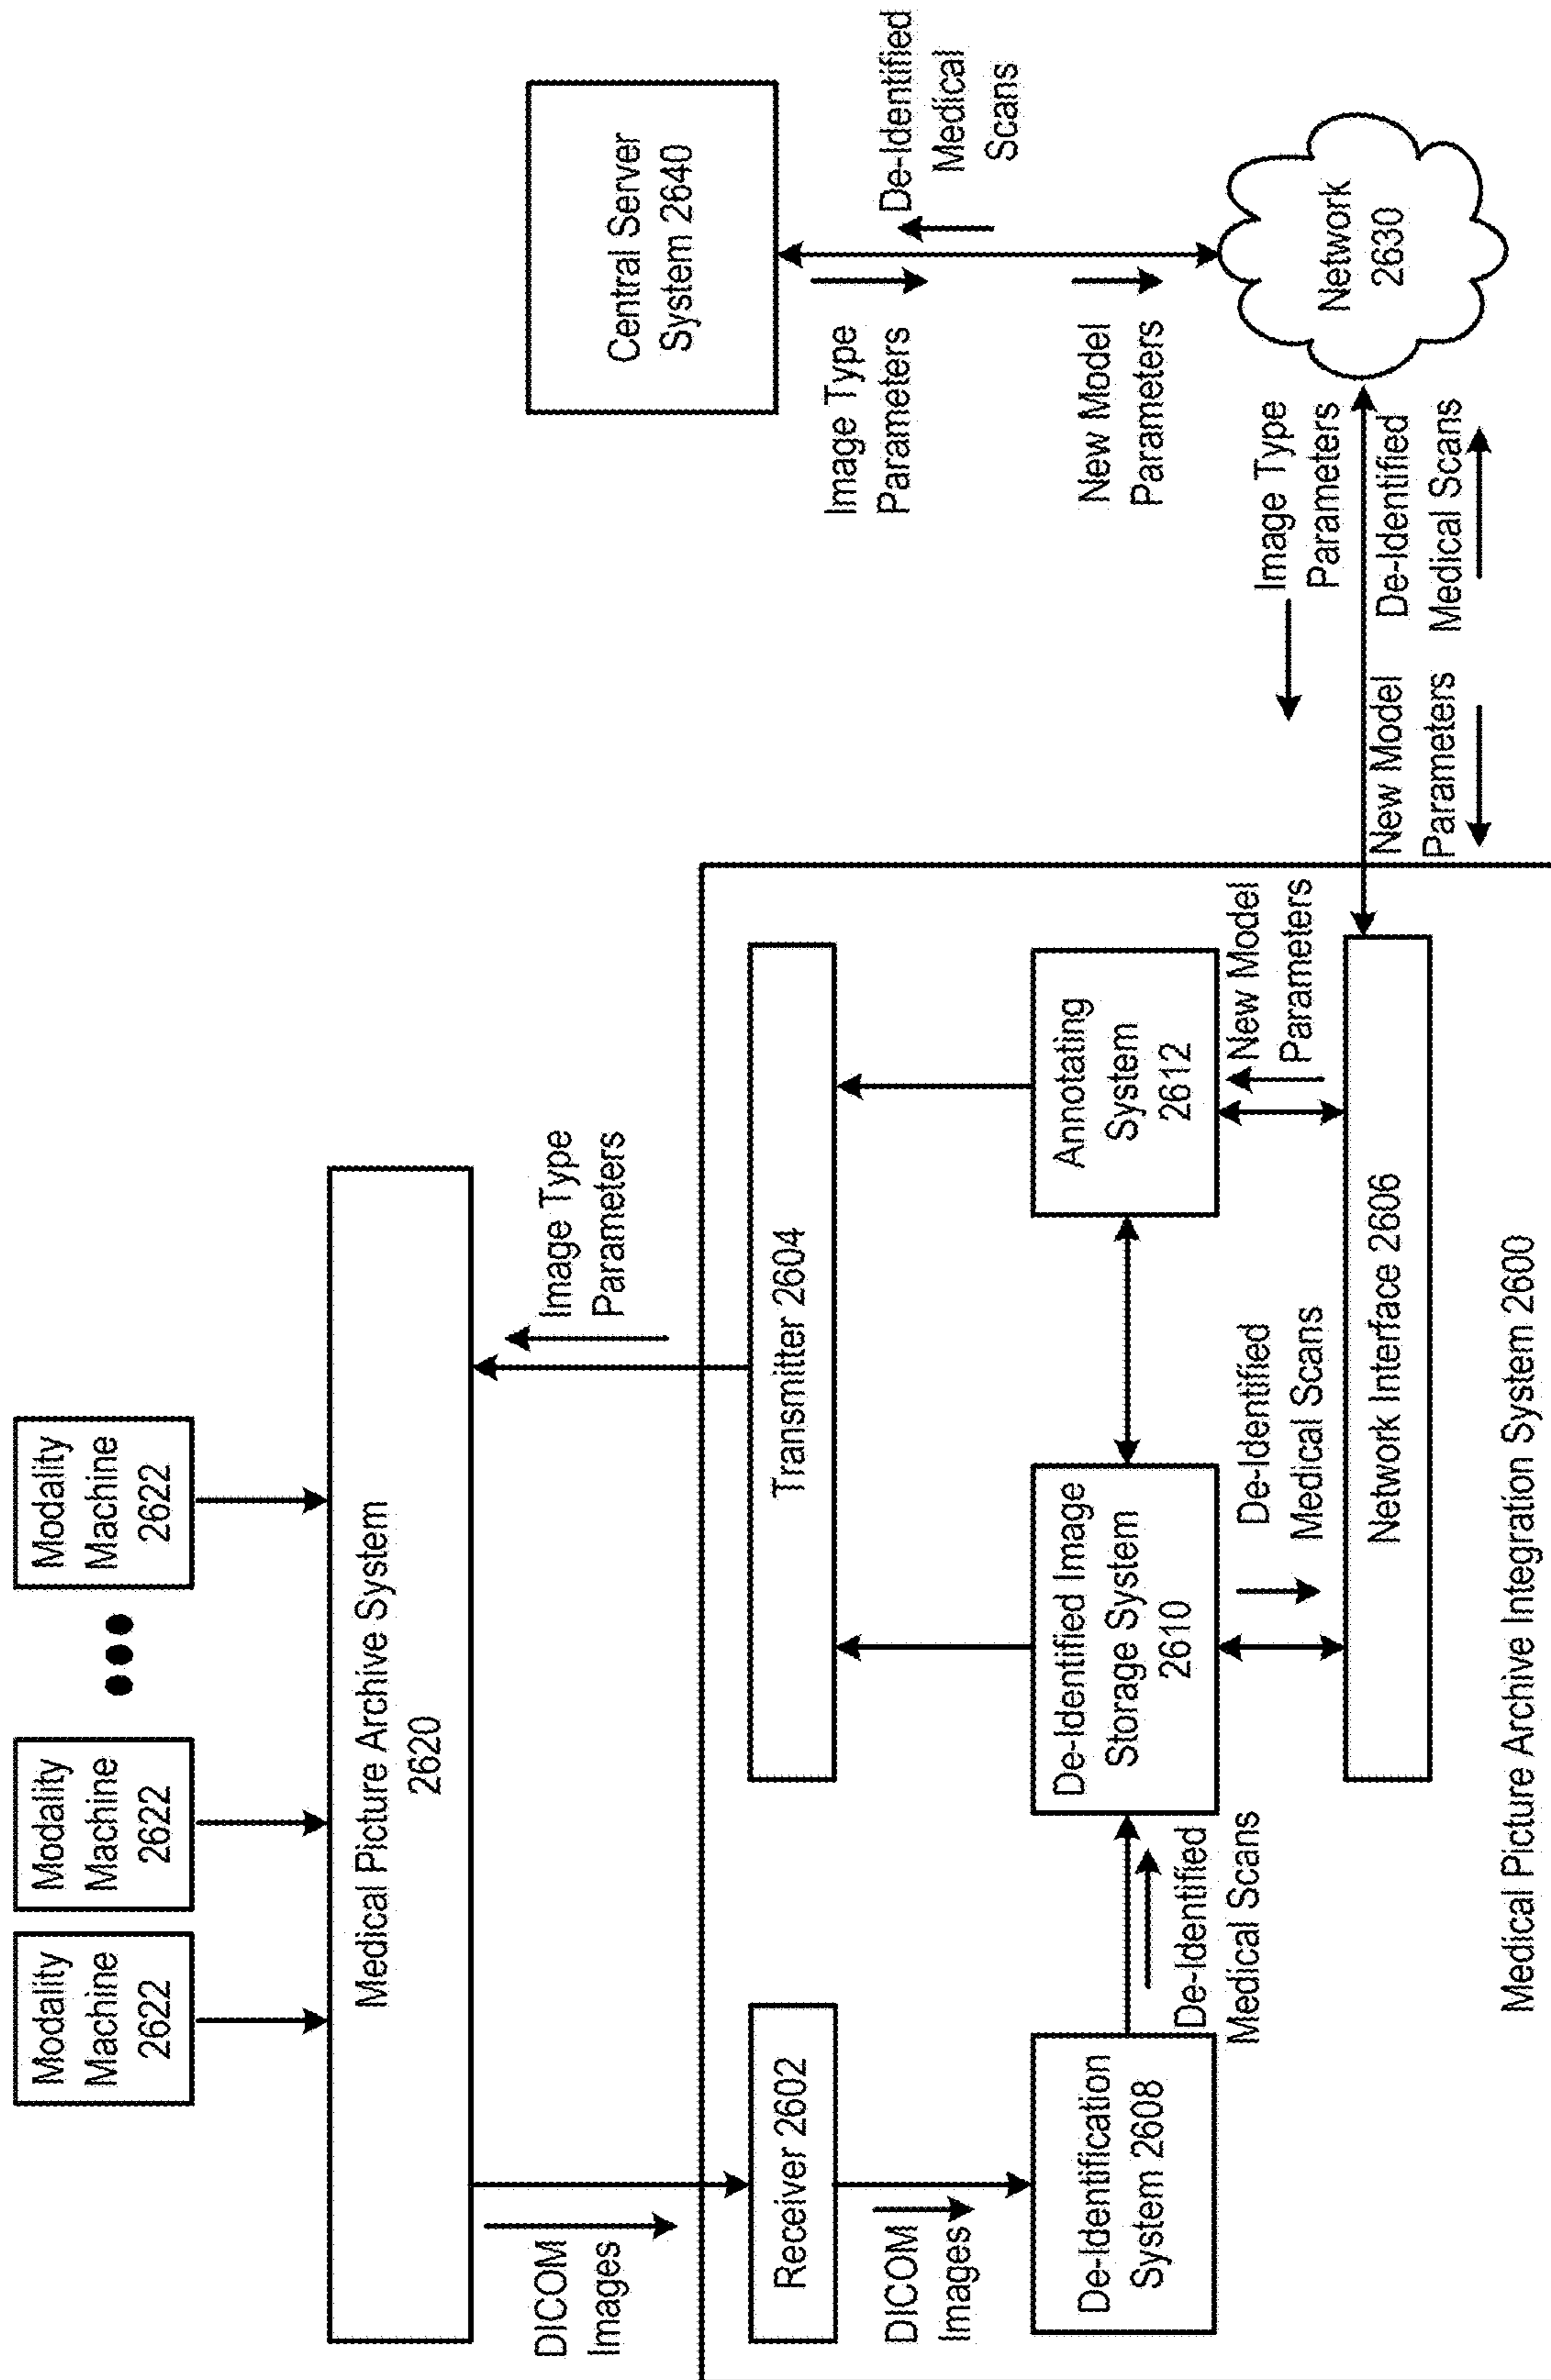 Modality
Machine
2622
Modality
Machine
2622
Modality
Machine
2622
Medical Picture Archive System
2620
DICOM
Images
Image Type
Parameters
Receiver 2602
Transmitter 2604
DICOM
Images
De-Identification
System 2608
De-Identified
Medical Scans
De-Identified Image
Storage System
2610
Annotating
System
2612
De-Identified
Medical Scans
New Model
Parameters
Network Interface 2606
Medical Picture Archive Integration System 2600
Central Server
System 2640
Image Type
Parameters
De-Identified
Medical
Scans
New Model
Parameters
Image Type
Parameters
New Model
Parameters
De-Identified
Medical Scans
Network
2630